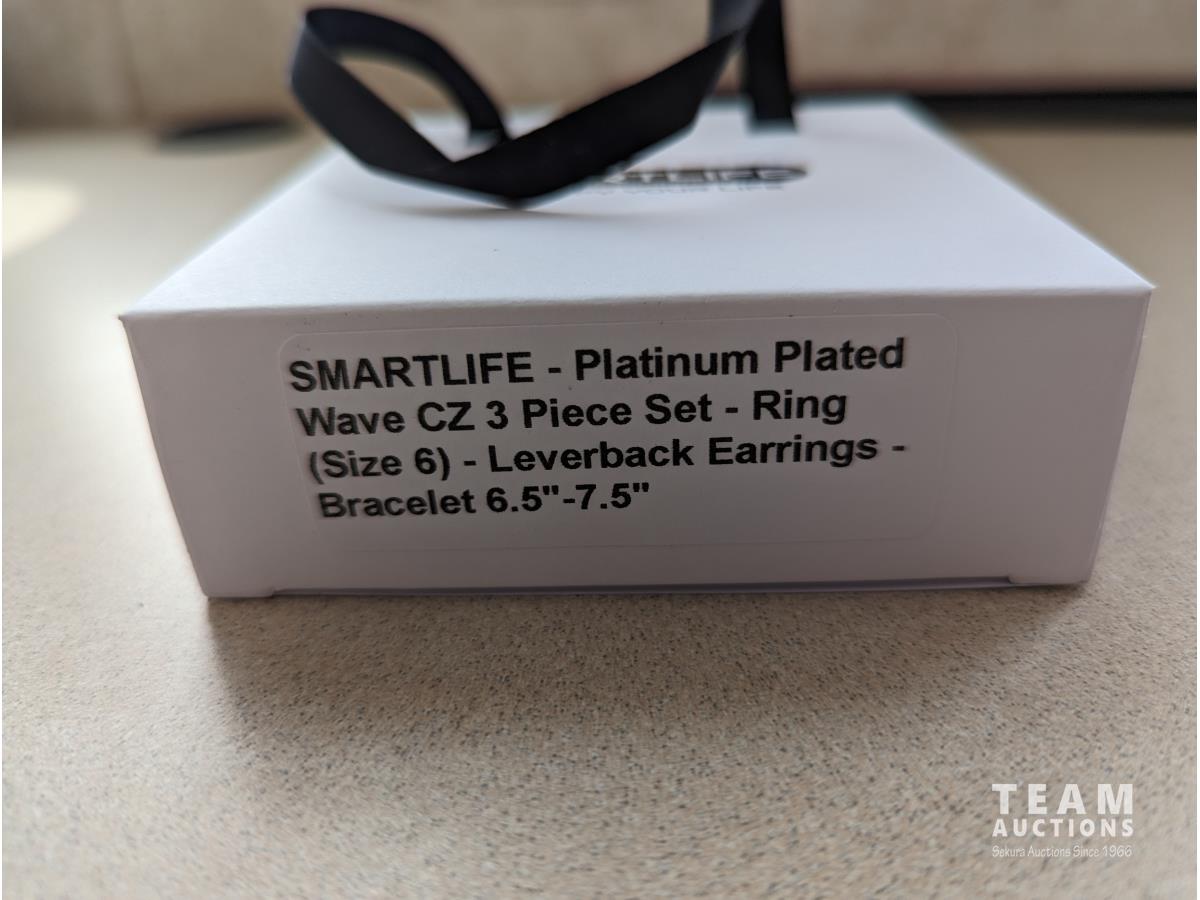 SMARTLIFE - Platinum Plated
Wave CZ 3 Piece Set - Ring
(Size 6) - Leverback Earrings -
Bracelet 6.5"-7.5"
TEAM
AUCTIONS
Sekura Auctions Since 1966